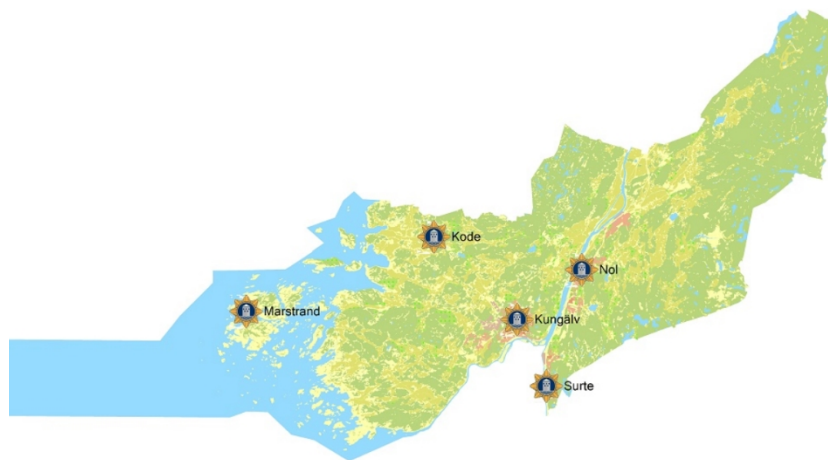 Kode
Nol
Marstrand
Kungälv
Surte